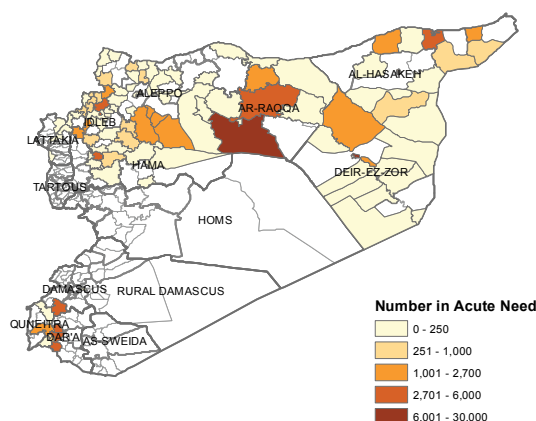 AL-HASAKEH
ALEPPO
AR-RAQQA
IDLEB
LATTAKIA
HAMA
DEIR-EZ-ZOR
TARTOUS
HOMS
DAMASCUS
RURAL DAMASCUS
QUNEITRA
DAR'A
AS-SWEIDA
Number in Acute Need
0 - 250
251 - 1,000
1,001 - 2,700
2,701 - 6,000
6,001 - 30,000